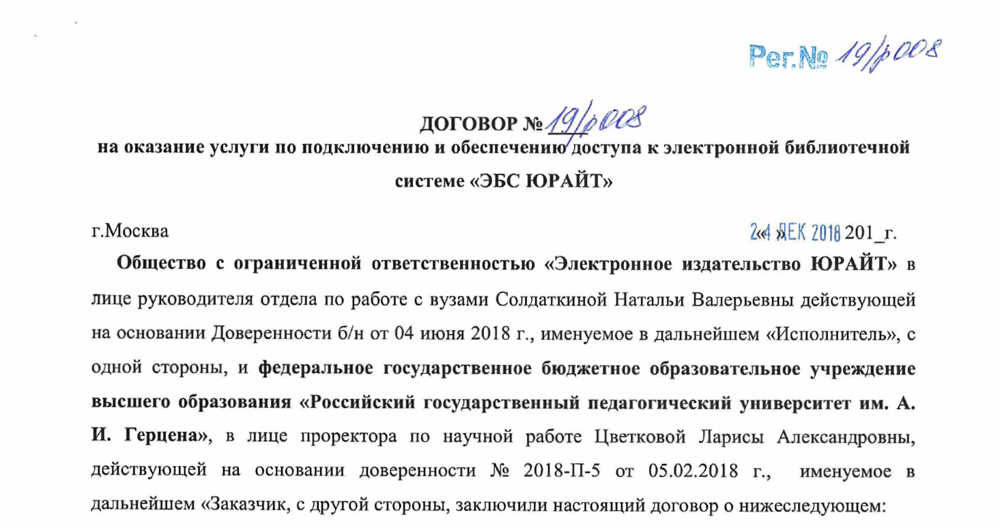 Рег.№ 19/р008
ДОГОВОР № 19/р008
на оказание услуги по подключению и обеспечению доступа к электронной библиотечной
системе «ЭБС ЮРАЙТ»
г.Москва «24» ДЕК 2018 201_г.
Общество с ограниченной ответственностью «Электронное издательство ЮРАЙТ» в
лице руководителя отдела по работе с вузами Солдаткиной Натальи Валерьевны действующей
на основании Доверенности б/н от 04 июня 2018 г., именуемое в дальнейшем «Исполнитель», с
одной стороны, и федеральное государственное бюджетное образовательное учреждение
высшего образования «Российский государственный педагогический университет им. А.
И. Герцена», в лице проректора по научной работе Цветковой Ларисы Александровны,
действующей на основании доверенности № 2018-П-5 от 05.02.2018 г., именуемое в
дальнейшем «Заказчик, с другой стороны, заключили настоящий договор о нижеследующем: